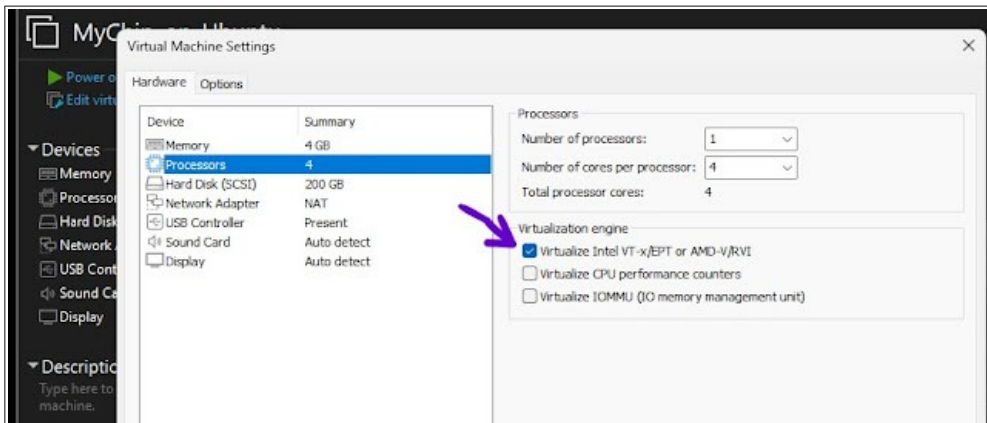 MyC
Power o
Edit virtu
Devices
Memory
Processo
Hard Disk
Network
USB Cont
Sound Ca
Display
Descriptic
Type here to
machine.
Virtual Machine Settings
Hardware Options
Device Summary
Memory 4 GB
Processors 4
Hard Disk (SCSI) 200 GB
Network Adapter NAT
USB Controller Present
Sound Card Auto detect
Display Auto detect
Processors
Number of processors: 1
Number of cores per processor: 4
Total processor cores: 4
Virtualization engine
Virtualize Intel VT-x/EPT or AMD-V/RVI
Virtualize CPU performance counters
Virtualize IOMMU (IO memory management unit)